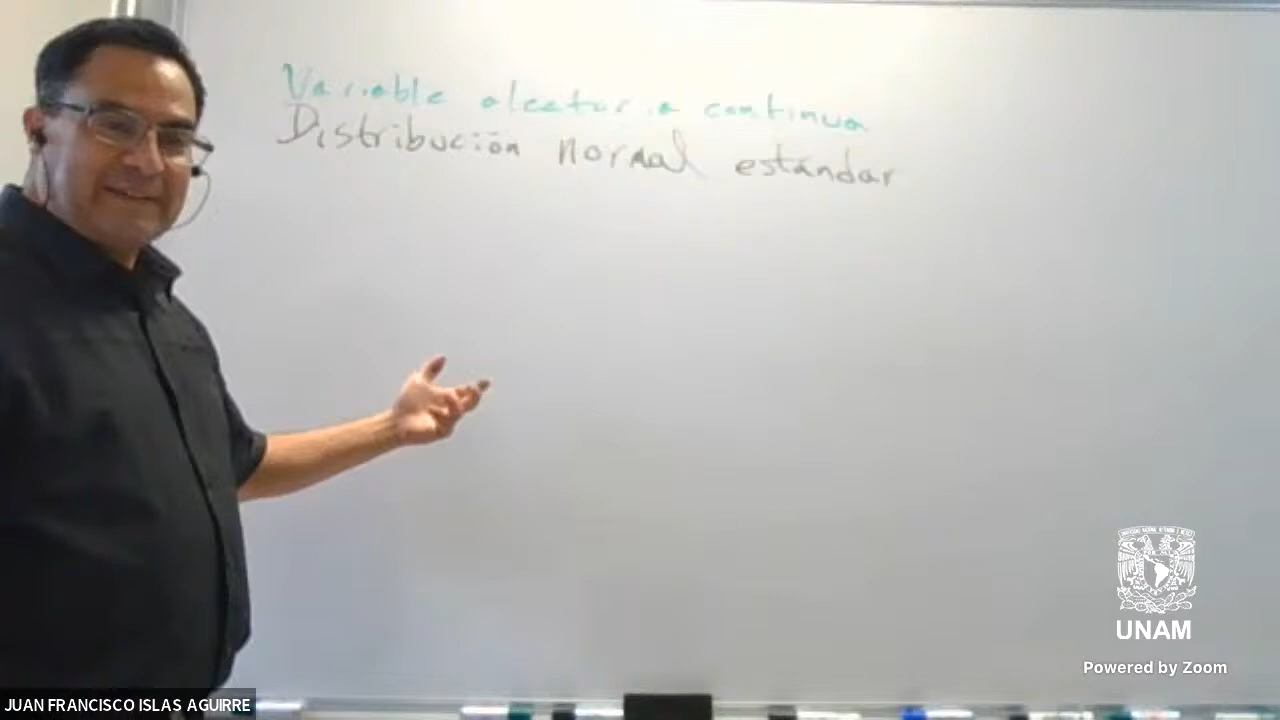 Variable aleatoria continua
Distribución normal estándar
UNAM
Powered by Zoom
JUAN FRANCISCO ISLAS AGUIRRE